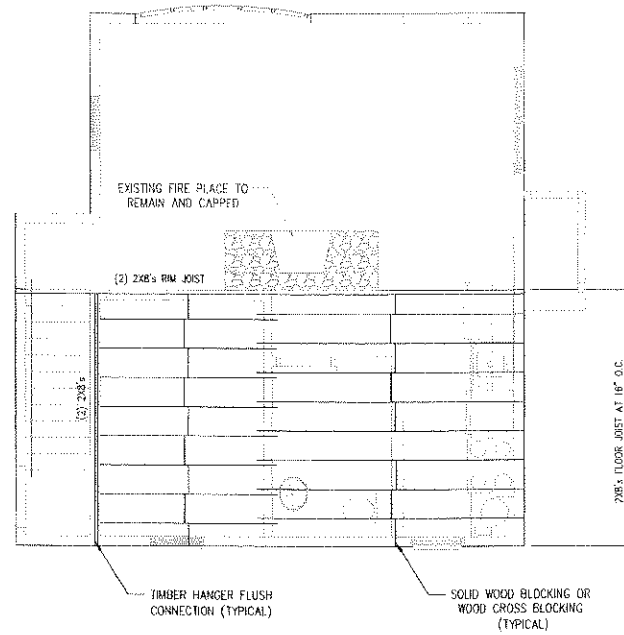 EXISTING FIRE PLACE TO
REMAIN AND CAPPED
(2) 2X8's RIM JOIST
(2) 2X8's
2X8's FLOOR JOIST AT 16" O.C.
TIMBER HANGER FLUSH
CONNECTION (TYPICAL)
SOLID WOOD BLOCKING OR
WOOD CROSS BLOCKING
(TYPICAL)